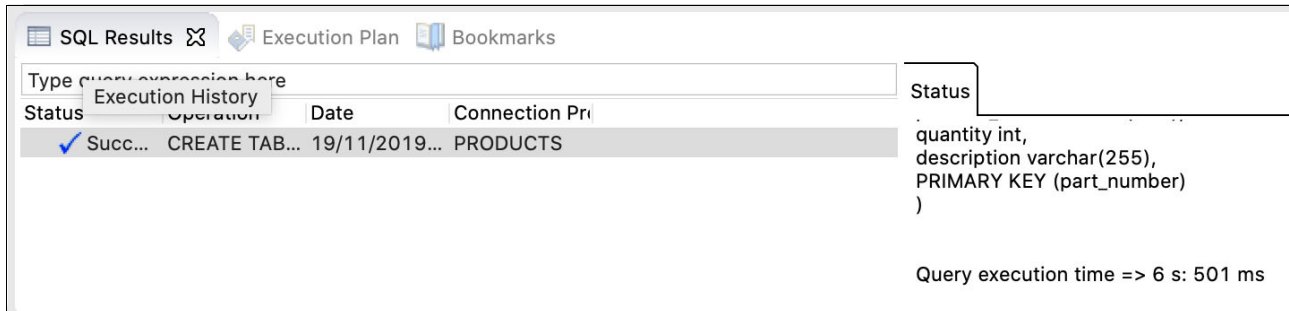 SQL Results Execution Plan Bookmarks
Type query expression here
Execution History
Status Operation Date Connection Pr
Succ... CREATE TAB... 19/11/2019... PRODUCTS
Status
quantity int,
description varchar(255),
PRIMARY KEY (part_number)
)
Query execution time => 6 s: 501 ms